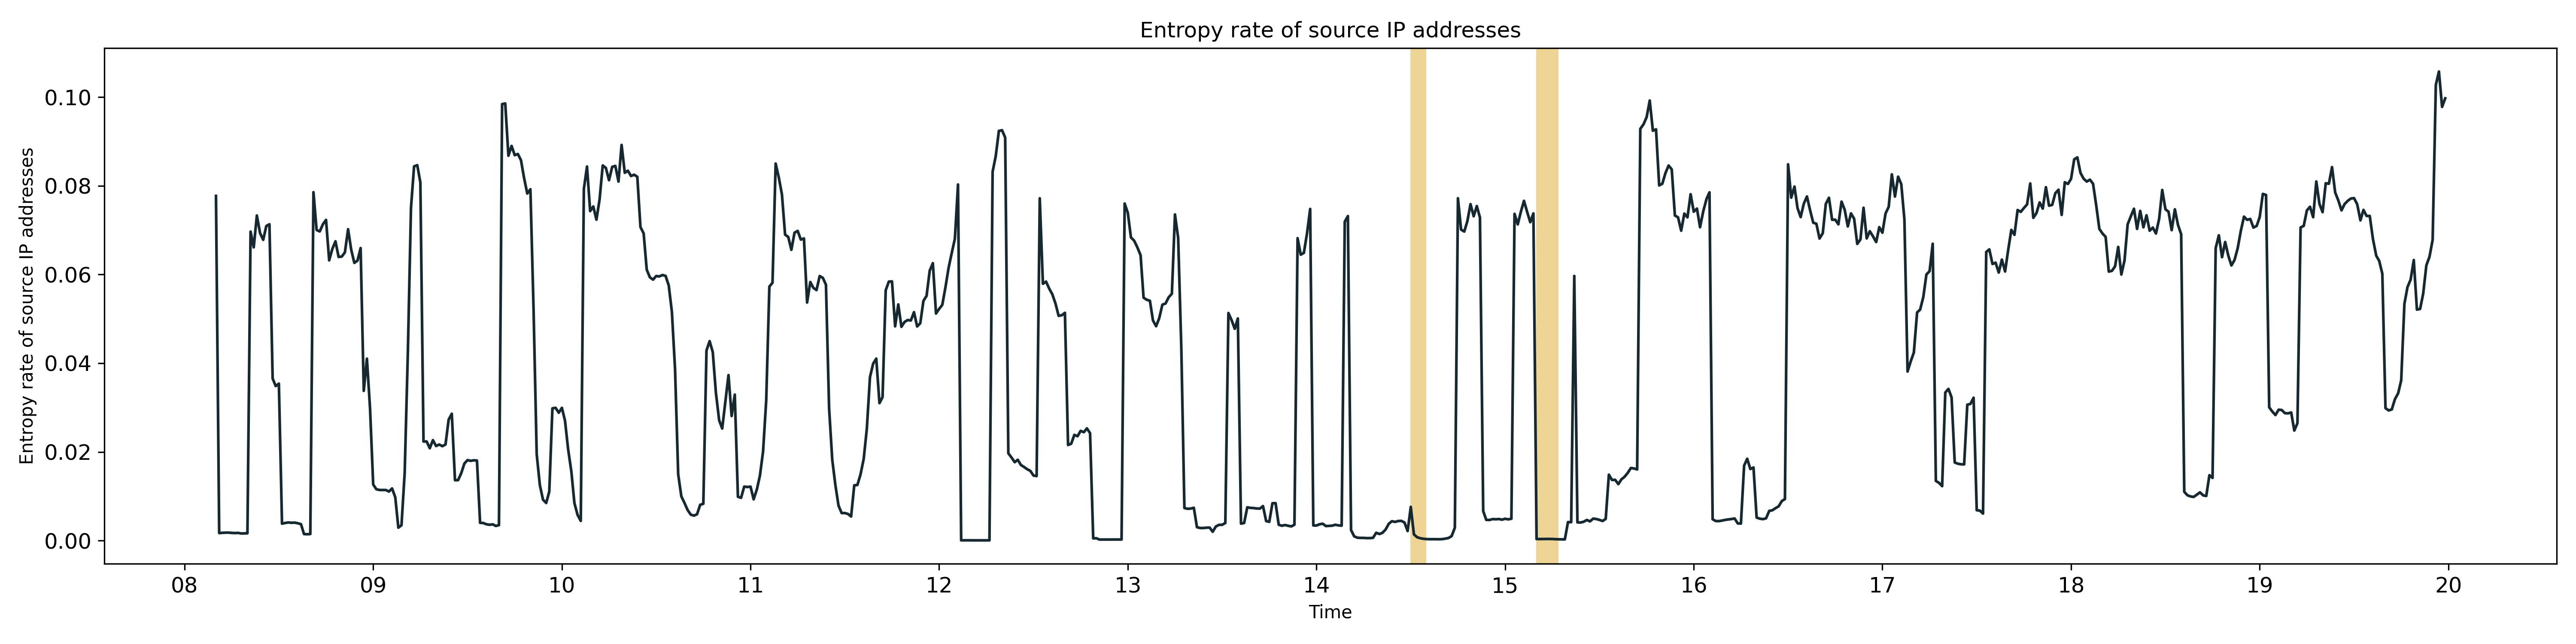 Entropy rate of source IP addresses
Entropy rate of source IP addresses
0.10
0.08
0.06
0.04
0.02
0.00
08 09 10 11 12 13 14 15 16 17 18 19 20
Time